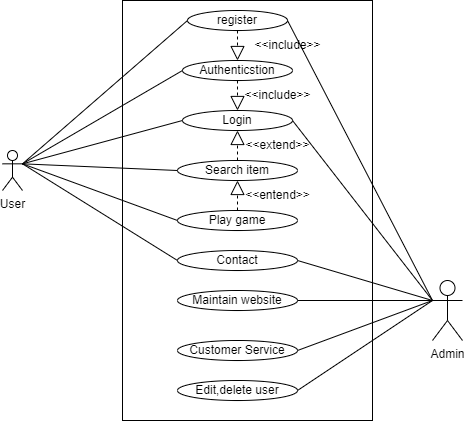 register
<<include>>
Authenticstion
<<include>>
Login
<<extend>>
Search item
<<entend>>
Play game
User
Contact
Maintain website
Admin
Customer Service
Edit,delete user